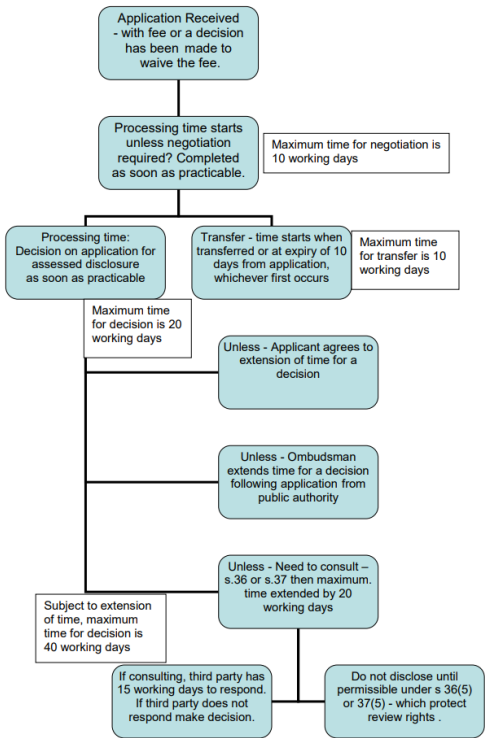 Application Received
- with fee or a decision
has been made to
waive the fee.
Processing time starts
unless negotiation
required? Completed
as soon as practicable.
Maximum time for negotiation is
10 working days
Processing time:
Decision on application for
assessed disclosure
as soon as practicable
Transfer - time starts when
transferred or at expiry of 10
days from application,
whichever first occurs
Maximum time
for transfer is 10
working days
Maximum time
for decision is 20
working days
Unless - Applicant agrees to
extension of time for a
decision
Unless - Ombudsman
extends time for a decision
following application from
public authority
Unless - Need to consult –
s.36 or s.37 then maximum.
time extended by 20
working days
Subject to extension
of time, maximum
time for decision is
40 working days
If consulting, third party has
15 working days to respond.
If third party does not
respond make decision.
Do not disclose until
permissible under s 36(5)
or 37(5) - which protect
review rights .